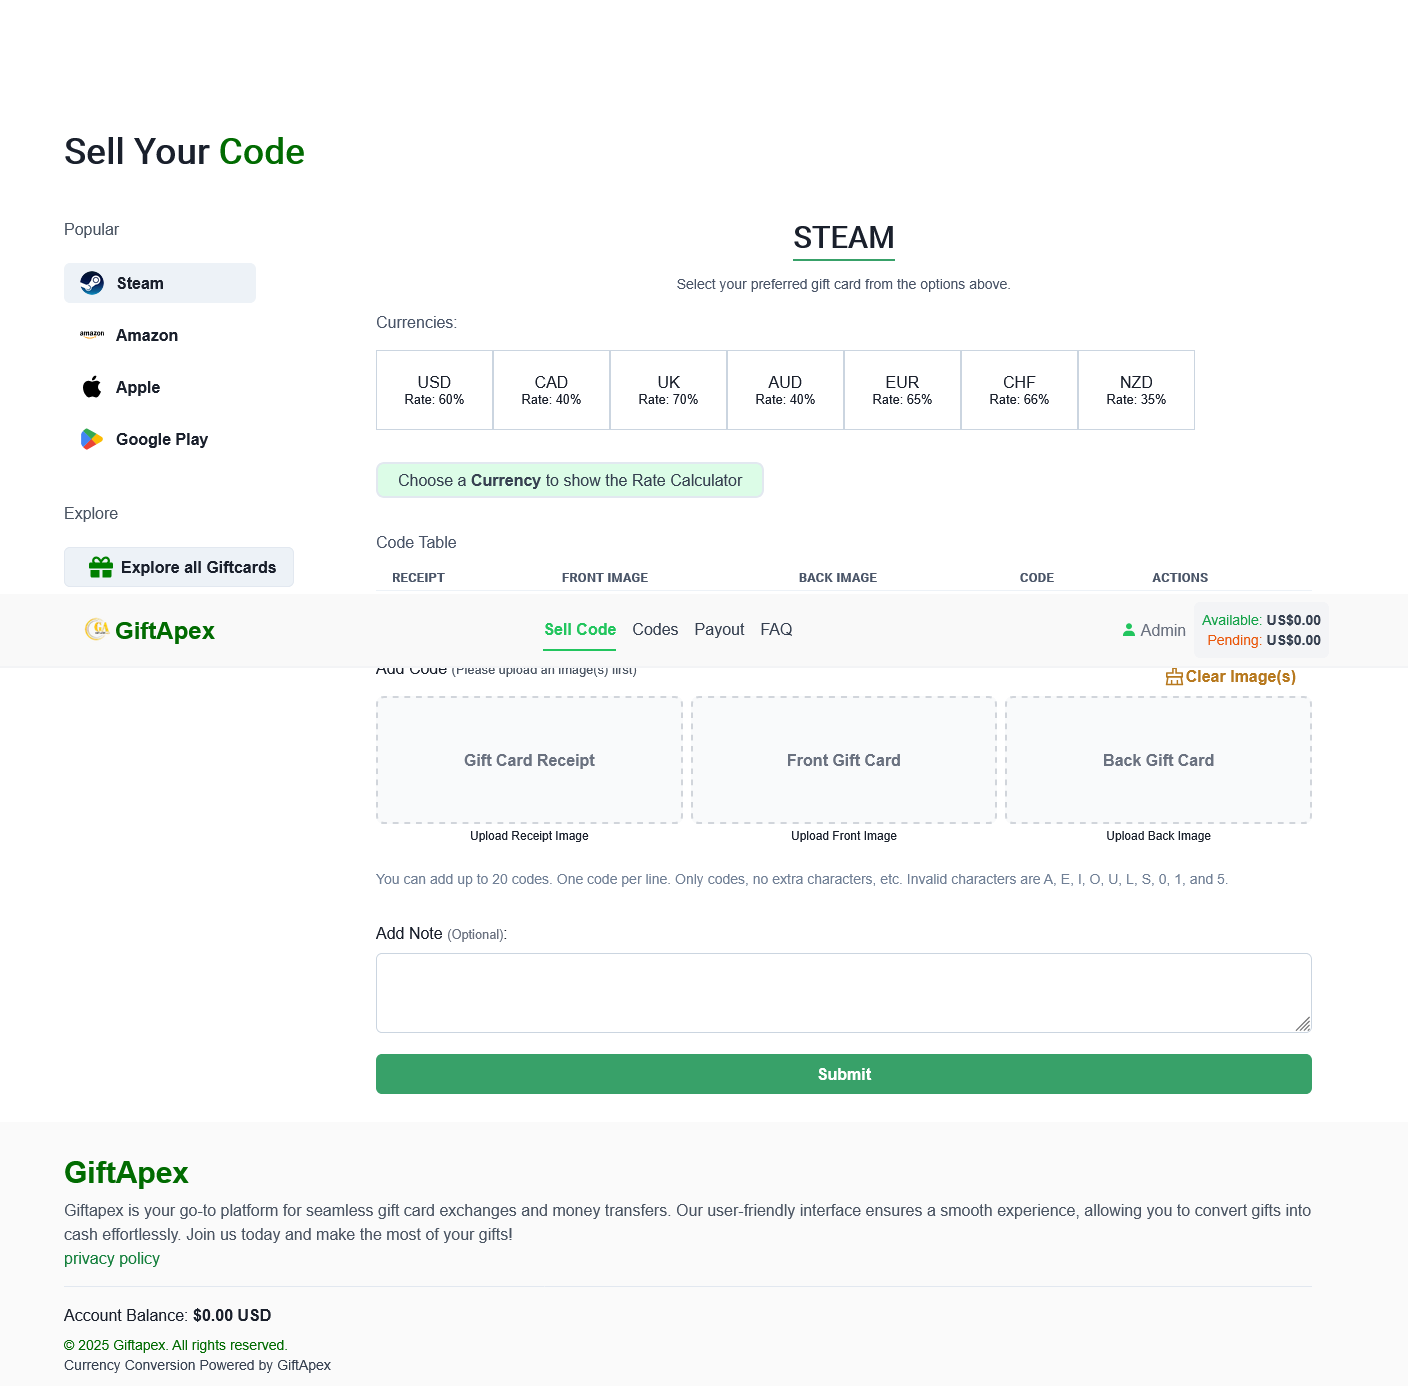 Sell Your Code
Popular
Steam
amazon
Amazon
Apple
Google Play
Explore
Explore all Giftcards
STEAM
Select your preferred gift card from the options above.
Currencies:
USD CAD UK AUD EUR CHF NZD
Rate: 60% Rate: 40% Rate: 70% Rate: 40% Rate: 65% Rate: 66% Rate: 35%
Choose a Currency to show the Rate Calculator
Code Table
RECEIPT FRONT IMAGE BACK IMAGE CODE ACTIONS
GiftApex
Sell Code Codes Payout FAQ
Admin
Available: US$0.00
Pending: US$0.00
Add Code (Please upload an image(s) first)
Clear Image(s)
Gift Card Receipt Front Gift Card Back Gift Card
Upload Receipt Image Upload Front Image Upload Back Image
You can add up to 20 codes. One code per line. Only codes, no extra characters, etc. Invalid characters are A, E, I, O, U, L, S, 0, 1, and 5.
Add Note (Optional):
Submit
GiftApex
Giftapex is your go-to platform for seamless gift card exchanges and money transfers. Our user-friendly interface ensures a smooth experience, allowing you to convert gifts into
cash effortlessly. Join us today and make the most of your gifts!
privacy policy
Account Balance: $0.00 USD
© 2025 Giftapex. All rights reserved.
Currency Conversion Powered by GiftApex